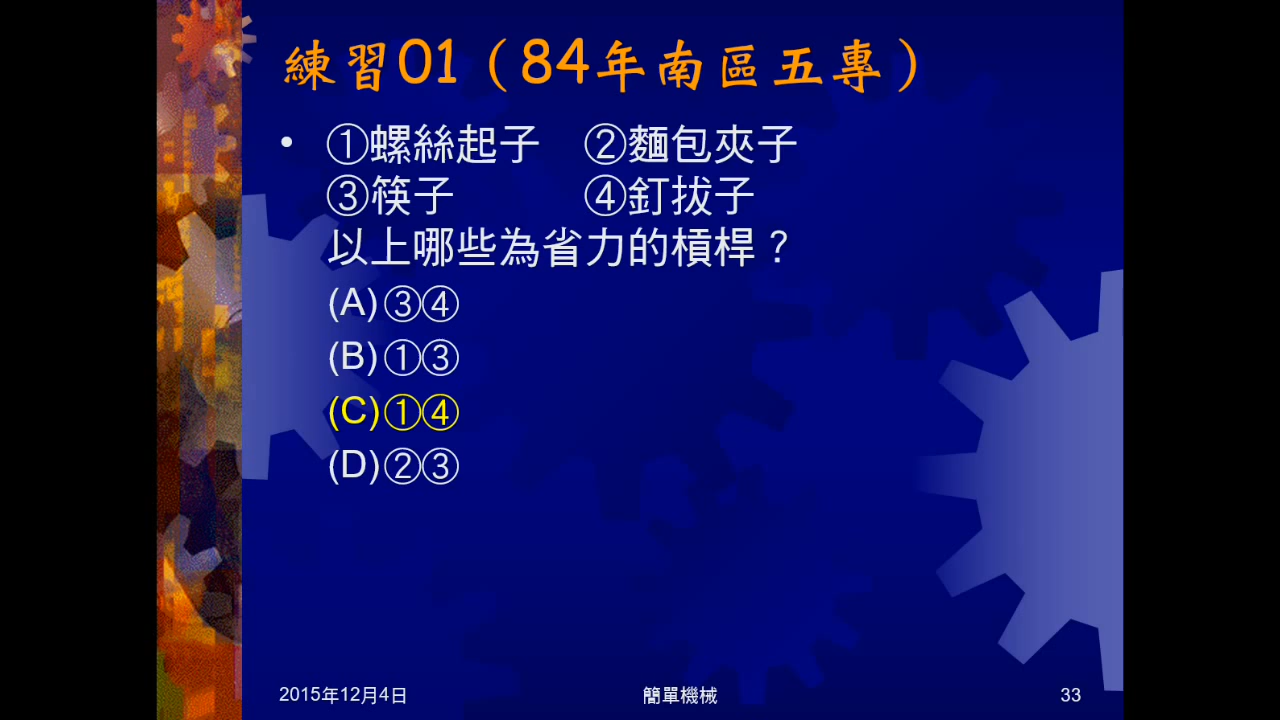 練習01（84年南區五專）
• ①螺絲起子　②麵包夾子
③筷子　　　④釘拔子
以上哪些為省力的槓桿？
(A)③④
(B)①③
(C)①④
(D)②③
2015年12月4日　簡單機械　33